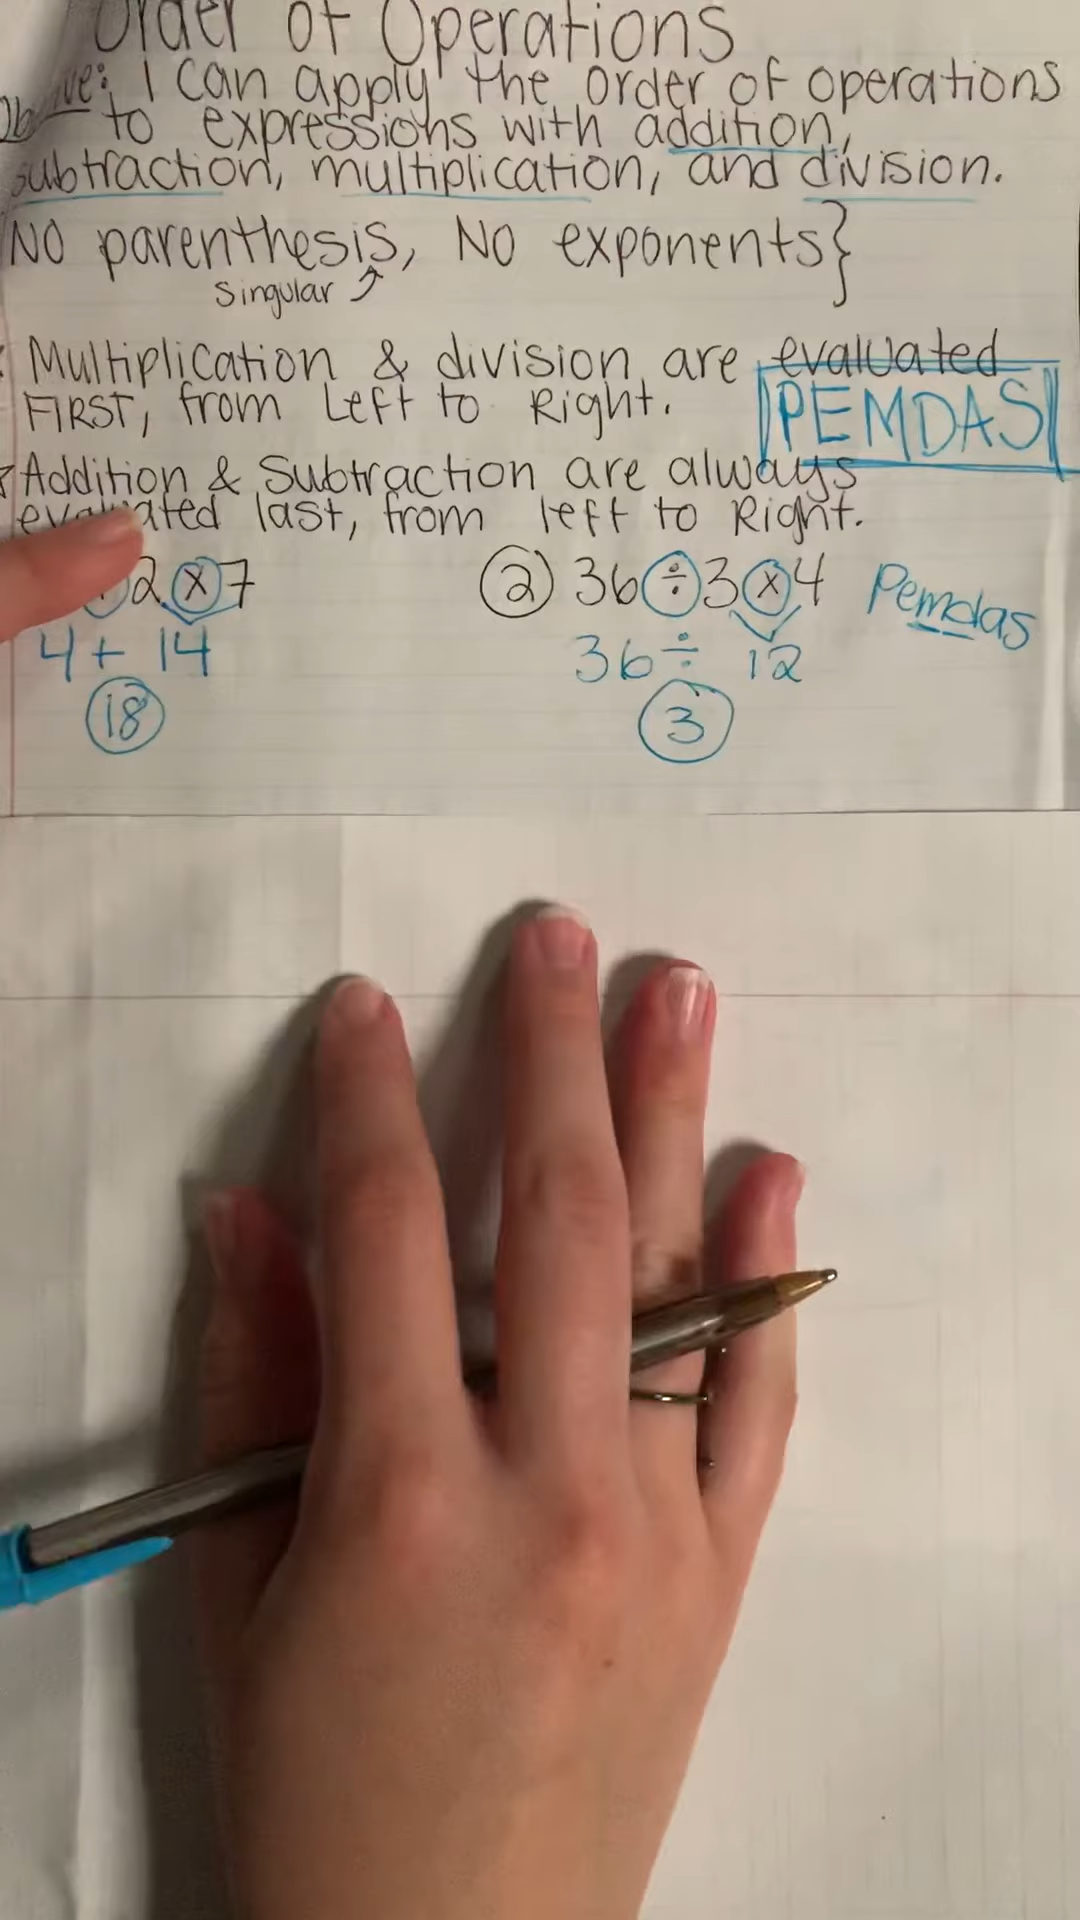 Order of Operations
I can apply the order of operations
to expressions with addition,
subtraction, multiplication, and division.
NO parenthesis, NO exponents}
Singular
Multiplication & division are evaluated
FIRST, from Left to Right.
PEMDAS
Addition & Subtraction are always
evaluated last, from left to Right.
2 x 7
4 + 14
18
② 36 ÷ 3 x 4
Pemdas
36 ÷ 12
3